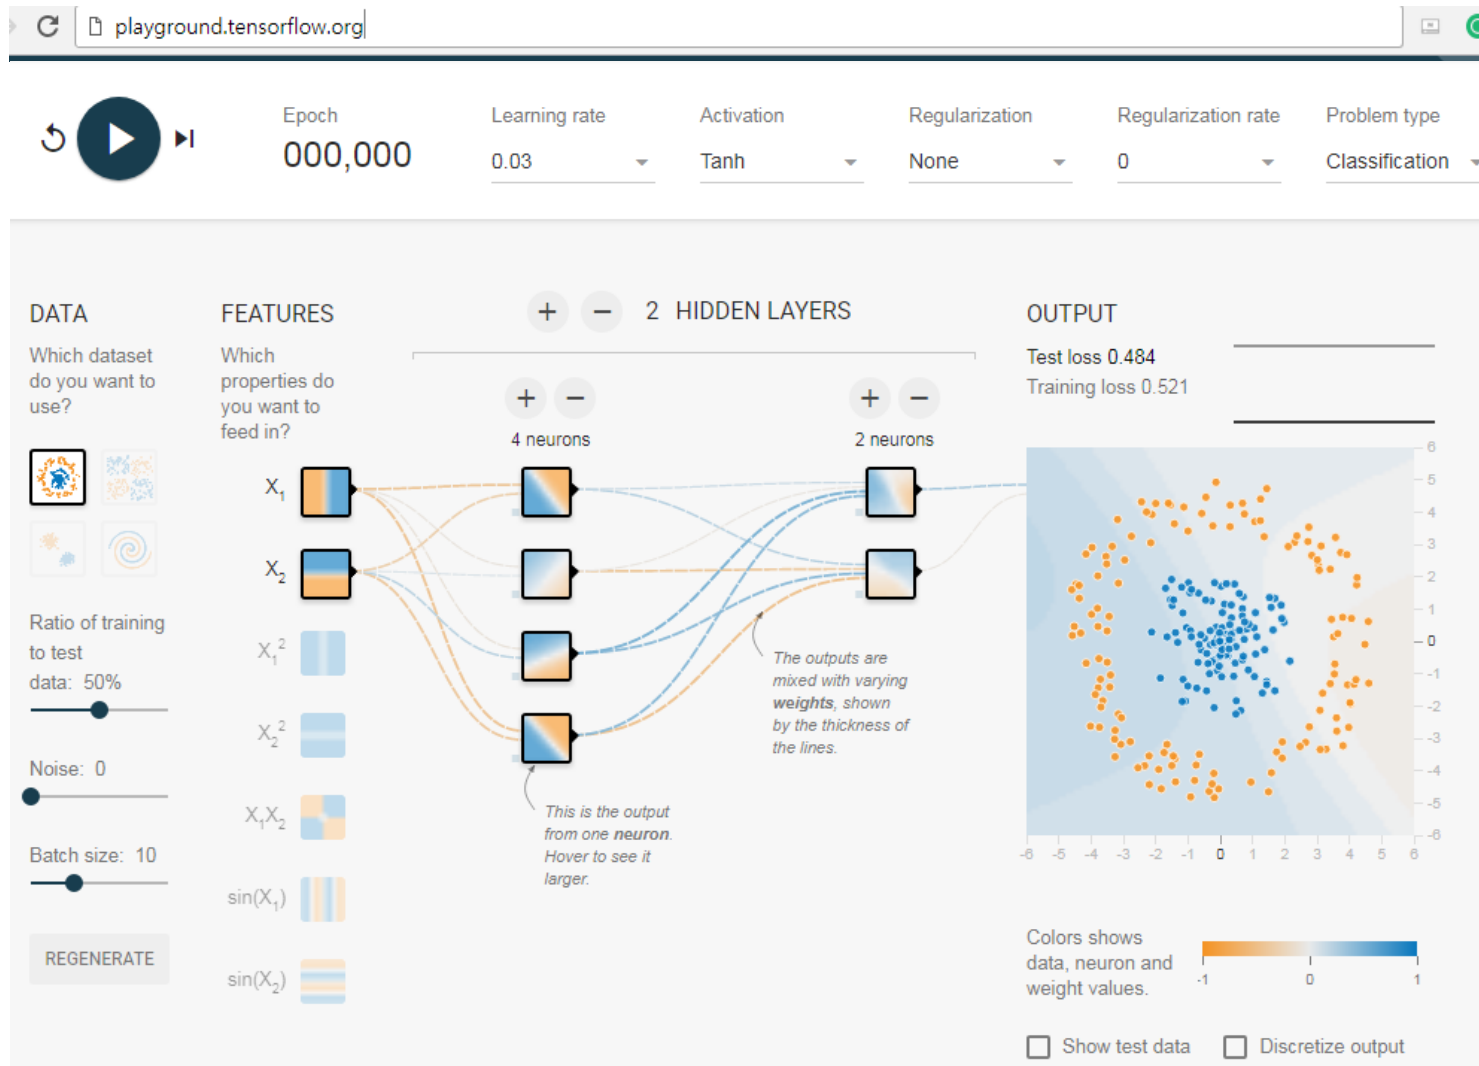 playground.tensorflow.org
Epoch
000,000
Learning rate
0.03
Activation
Tanh
Regularization
None
Regularization rate
0
Problem type
Classification
DATA
Which dataset
do you want to
use?
Ratio of training
to test
data: 50%
Noise: 0
Batch size: 10
REGENERATE
FEATURES
Which
properties do
you want to
feed in?
X1
X2
X1²
X2²
X1X2
sin(X1)
sin(X2)
+ − 2 HIDDEN LAYERS
+ −
4 neurons
+ −
2 neurons
This is the output
from one neuron.
Hover to see it
larger.
The outputs are
mixed with varying
weights, shown
by the thickness of
the lines.
OUTPUT
Test loss 0.484
Training loss 0.521
6
5
4
3
2
1
0
-1
-2
-3
-4
-5
-6
-6 -5 -4 -3 -2 -1 0 1 2 3 4 5 6
Colors shows
data, neuron and
weight values.
-1 0 1
Show test data
Discretize output